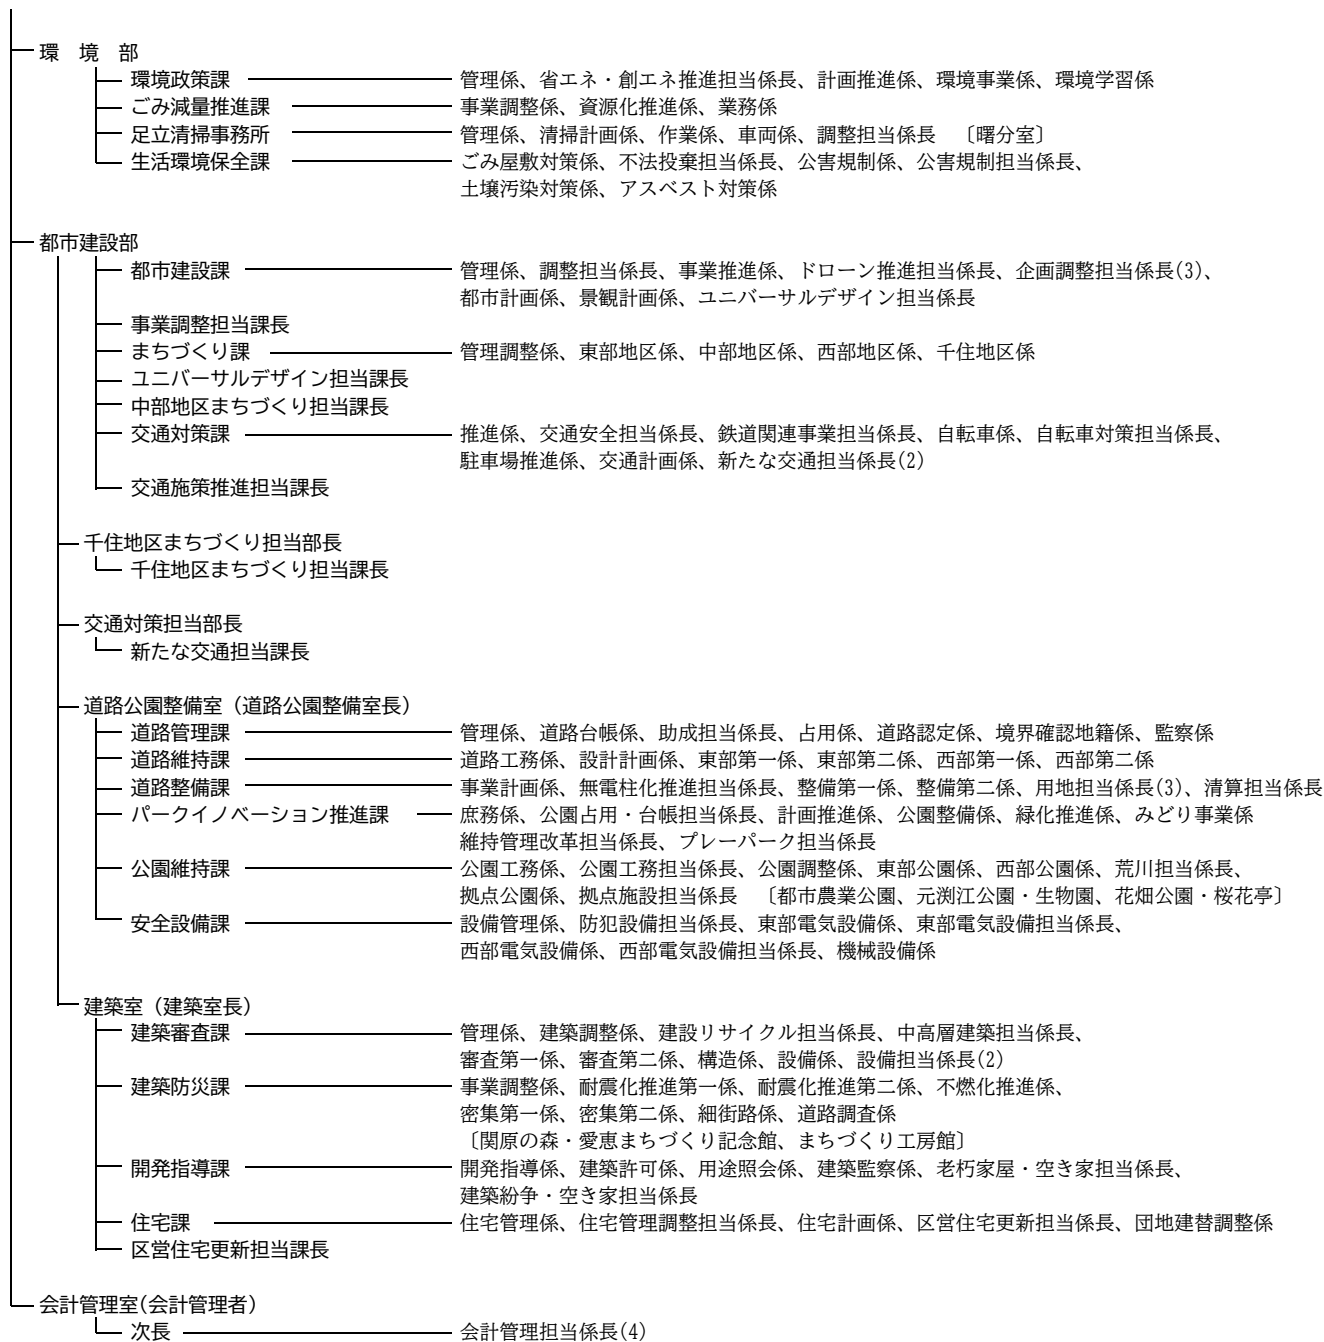 環　境　部
環境政策課　管理係、省エネ・創エネ推進担当係長、計画推進係、環境事業係、環境学習係
ごみ減量推進課　事業調整係、資源化推進係、業務係
足立清掃事務所　管理係、清掃計画係、作業係、車両係、調整担当係長　〔曙分室〕
生活環境保全課　ごみ屋敷対策係、不法投棄担当係長、公害規制係、公害規制担当係長、
土壌汚染対策係、アスベスト対策係
都市建設部
都市建設課　管理係、調整担当係長、事業推進係、ドローン推進担当係長、企画調整担当係長(3)、
都市計画係、景観計画係、ユニバーサルデザイン担当係長
事業調整担当課長
まちづくり課　管理調整係、東部地区係、中部地区係、西部地区係、千住地区係
ユニバーサルデザイン担当課長
中部地区まちづくり担当課長
交通対策課　推進係、交通安全担当係長、鉄道関連事業担当係長、自転車係、自転車対策担当係長、
駐車場推進係、交通計画係、新たな交通担当係長(2)
交通施策推進担当課長
千住地区まちづくり担当部長
千住地区まちづくり担当課長
交通対策担当部長
新たな交通担当課長
道路公園整備室（道路公園整備室長）
道路管理課　管理係、道路台帳係、助成担当係長、占用係、道路認定係、境界確認地籍係、監察係
道路維持課　道路工務係、設計計画係、東部第一係、東部第二係、西部第一係、西部第二係
道路整備課　事業計画係、無電柱化推進担当係長、整備第一係、整備第二係、用地担当係長(3)、清算担当係長
パークイノベーション推進課　庶務係、公園占用・台帳担当係長、計画推進係、公園整備係、緑化推進係、みどり事業係
維持管理改革担当係長、プレーパーク担当係長
公園維持課　公園工務係、公園工務担当係長、公園調整係、東部公園係、西部公園係、荒川担当係長、
拠点公園係、拠点施設担当係長　〔都市農業公園、元渕江公園・生物園、花畑公園・桜花亭〕
安全設備課　設備管理係、防犯設備担当係長、東部電気設備係、東部電気設備担当係長、
西部電気設備係、西部電気設備担当係長、機械設備係
建築室（建築室長）
建築審査課　管理係、建築調整係、建設リサイクル担当係長、中高層建築担当係長、
審査第一係、審査第二係、構造係、設備係、設備担当係長(2)
建築防災課　事業調整係、耐震化推進第一係、耐震化推進第二係、不燃化推進係、
密集第一係、密集第二係、細街路係、道路調査係
〔関原の森・愛恵まちづくり記念館、まちづくり工房館〕
開発指導課　開発指導係、建築許可係、用途照会係、建築監察係、老朽家屋・空き家担当係長、
建築紛争・空き家担当係長
住宅課　住宅管理係、住宅管理調整担当係長、住宅計画係、区営住宅更新担当係長、団地建替調整係
区営住宅更新担当課長
会計管理室(会計管理者)
次長　会計管理担当係長(4)